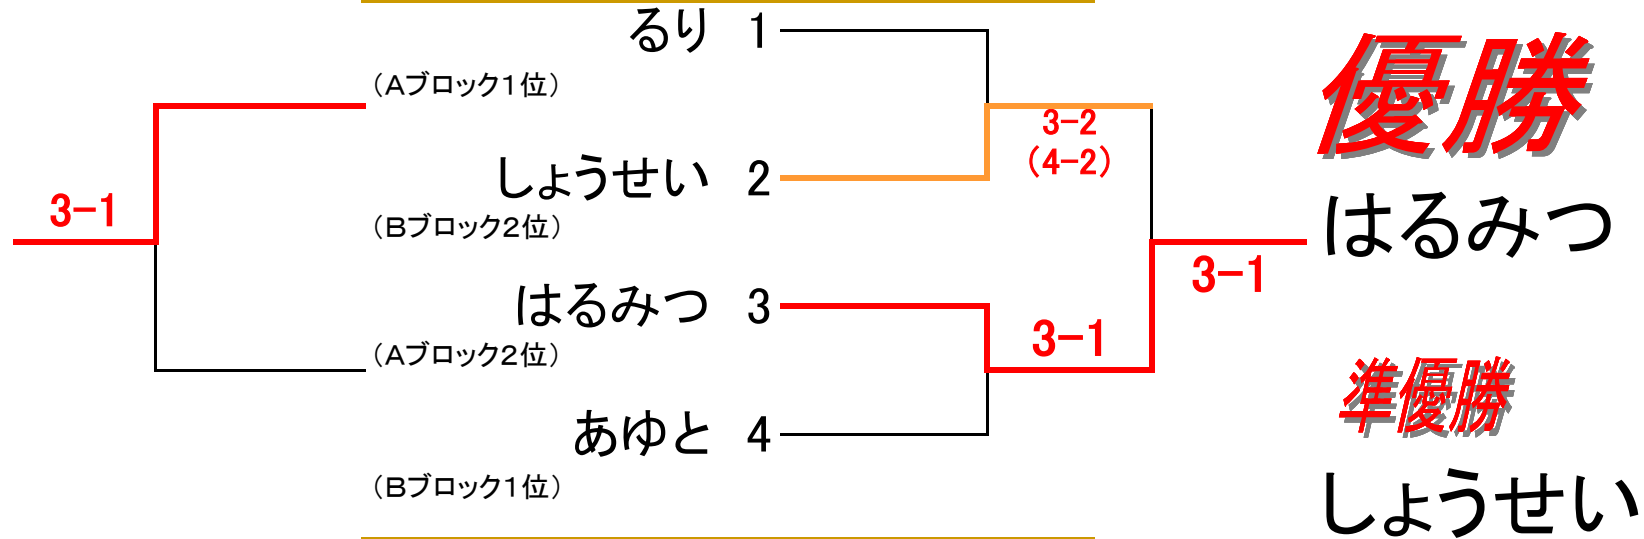 るり 1
(Aブロック1位)
3-2
(4-2)
しょうせい 2
(Bブロック2位)
3-1
はるみつ 3
(Aブロック2位)
3-1
あゆと 4
(Bブロック1位)
3-1
優勝
はるみつ
準優勝
しょうせい